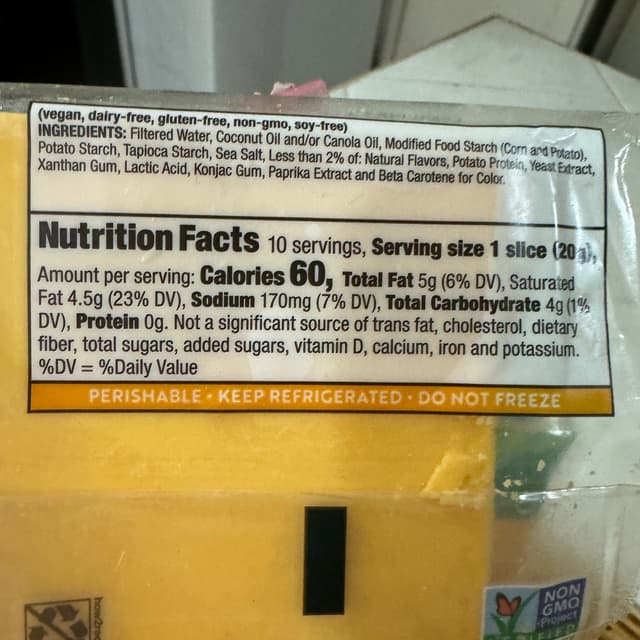 (vegan, dairy-free, gluten-free, non-gmo, soy-free)
INGREDIENTS: Filtered Water, Coconut Oil and/or Canola Oil, Modified Food Starch (Corn and Potato),
Potato Starch, Tapioca Starch, Sea Salt, Less than 2% of: Natural Flavors, Potato Protein, Yeast Extract,
Xanthan Gum, Lactic Acid, Konjac Gum, Paprika Extract and Beta Carotene for Color.
Nutrition Facts 10 servings, Serving size 1 slice (20g),
Amount per serving: Calories 60, Total Fat 5g (6% DV), Saturated
Fat 4.5g (23% DV), Sodium 170mg (7% DV), Total Carbohydrate 4g (1%
DV), Protein 0g. Not a significant source of trans fat, cholesterol, dietary
fiber, total sugars, added sugars, vitamin D, calcium, iron and potassium.
%DV = %Daily Value
PERISHABLE • KEEP REFRIGERATED • DO NOT FREEZE
NON
GMO
Project